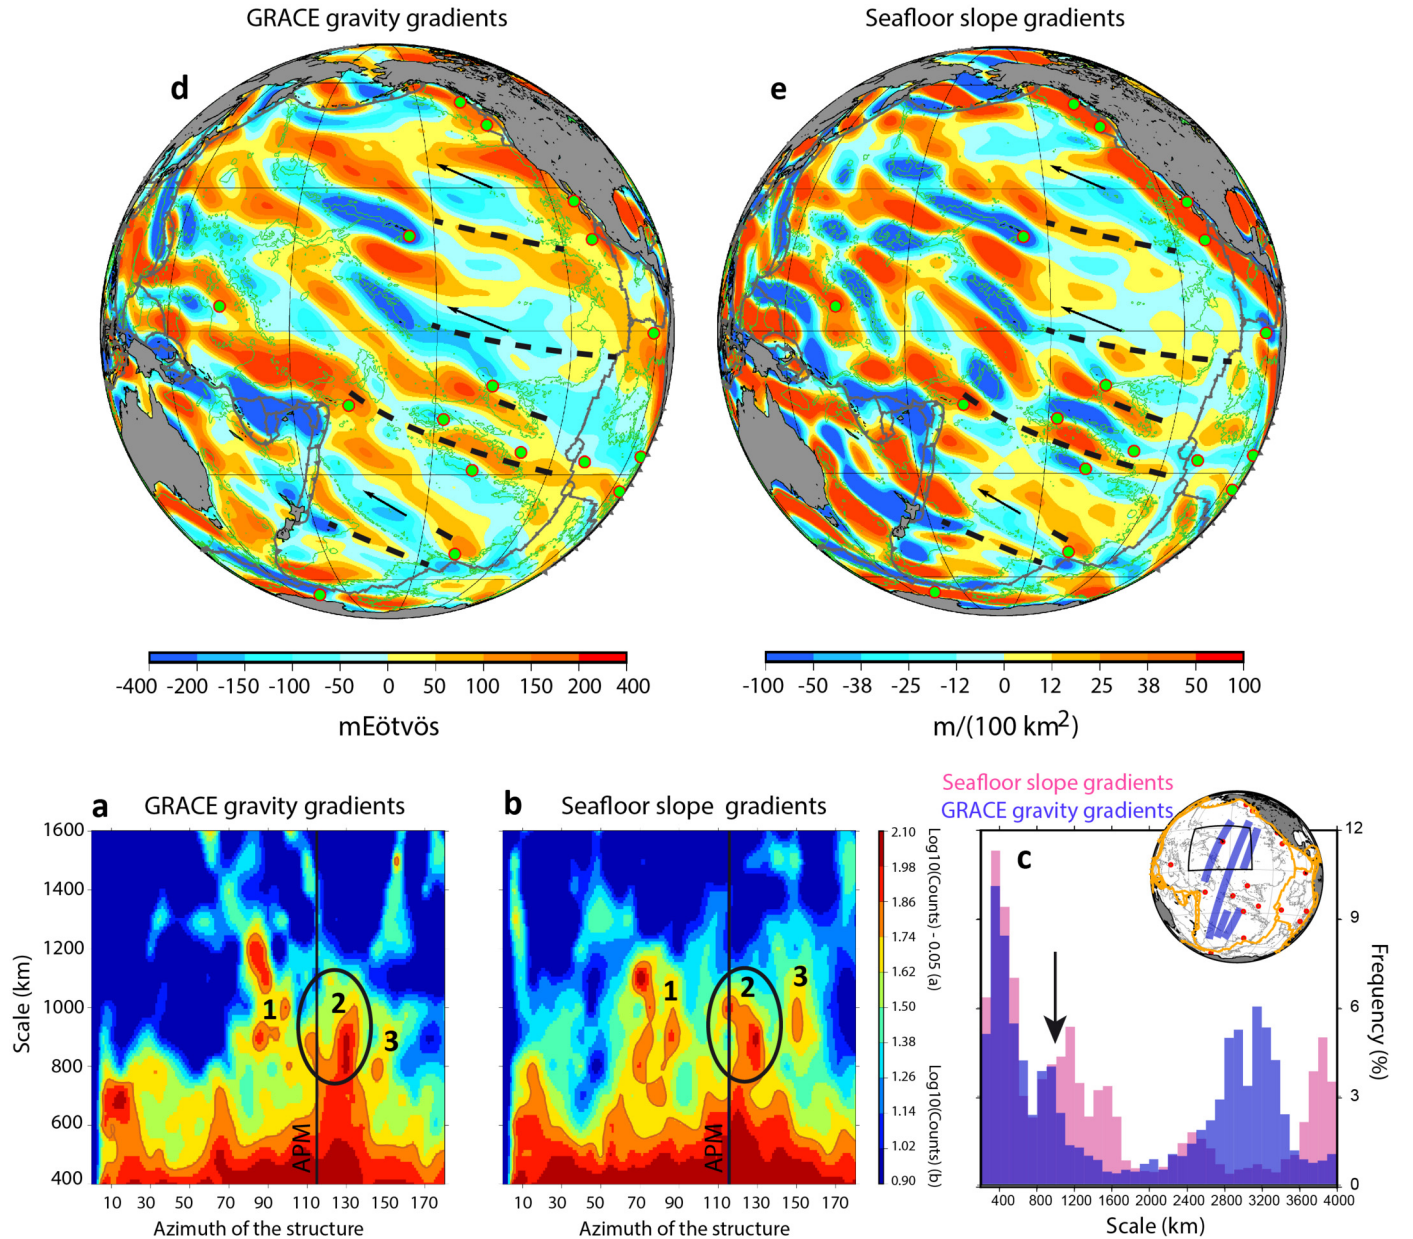 GRACE gravity gradients
Seafloor slope gradients
d
e
-400 -200 -150 -100 -50 0 50 100 150 200 400
mEötvös
-100 -50 -38 -25 -12 0 12 25 38 50 100
m/(100 km²)
a
GRACE gravity gradients
b
Seafloor slope gradients
Seafloor slope gradients
GRACE gravity gradients
c
1600
1400
1200
1000
800
600
400
Scale (km)
1
2
3
APM
10 30 50 70 90 110 130 150 170
Azimuth of the structure
1
2
3
APM
10 30 50 70 90 110 130 150 170
Azimuth of the structure
2.10
1.98
1.86
1.74
1.62
1.50
1.38
1.26
1.14
1.02
0.90
Log10(Counts) - 0.05 (a)
Log10(Counts) (b)
12
9
6
3
0
Frequency (%)
400 800 1200 1600 2000 2400 2800 3200 3600 4000
Scale (km)